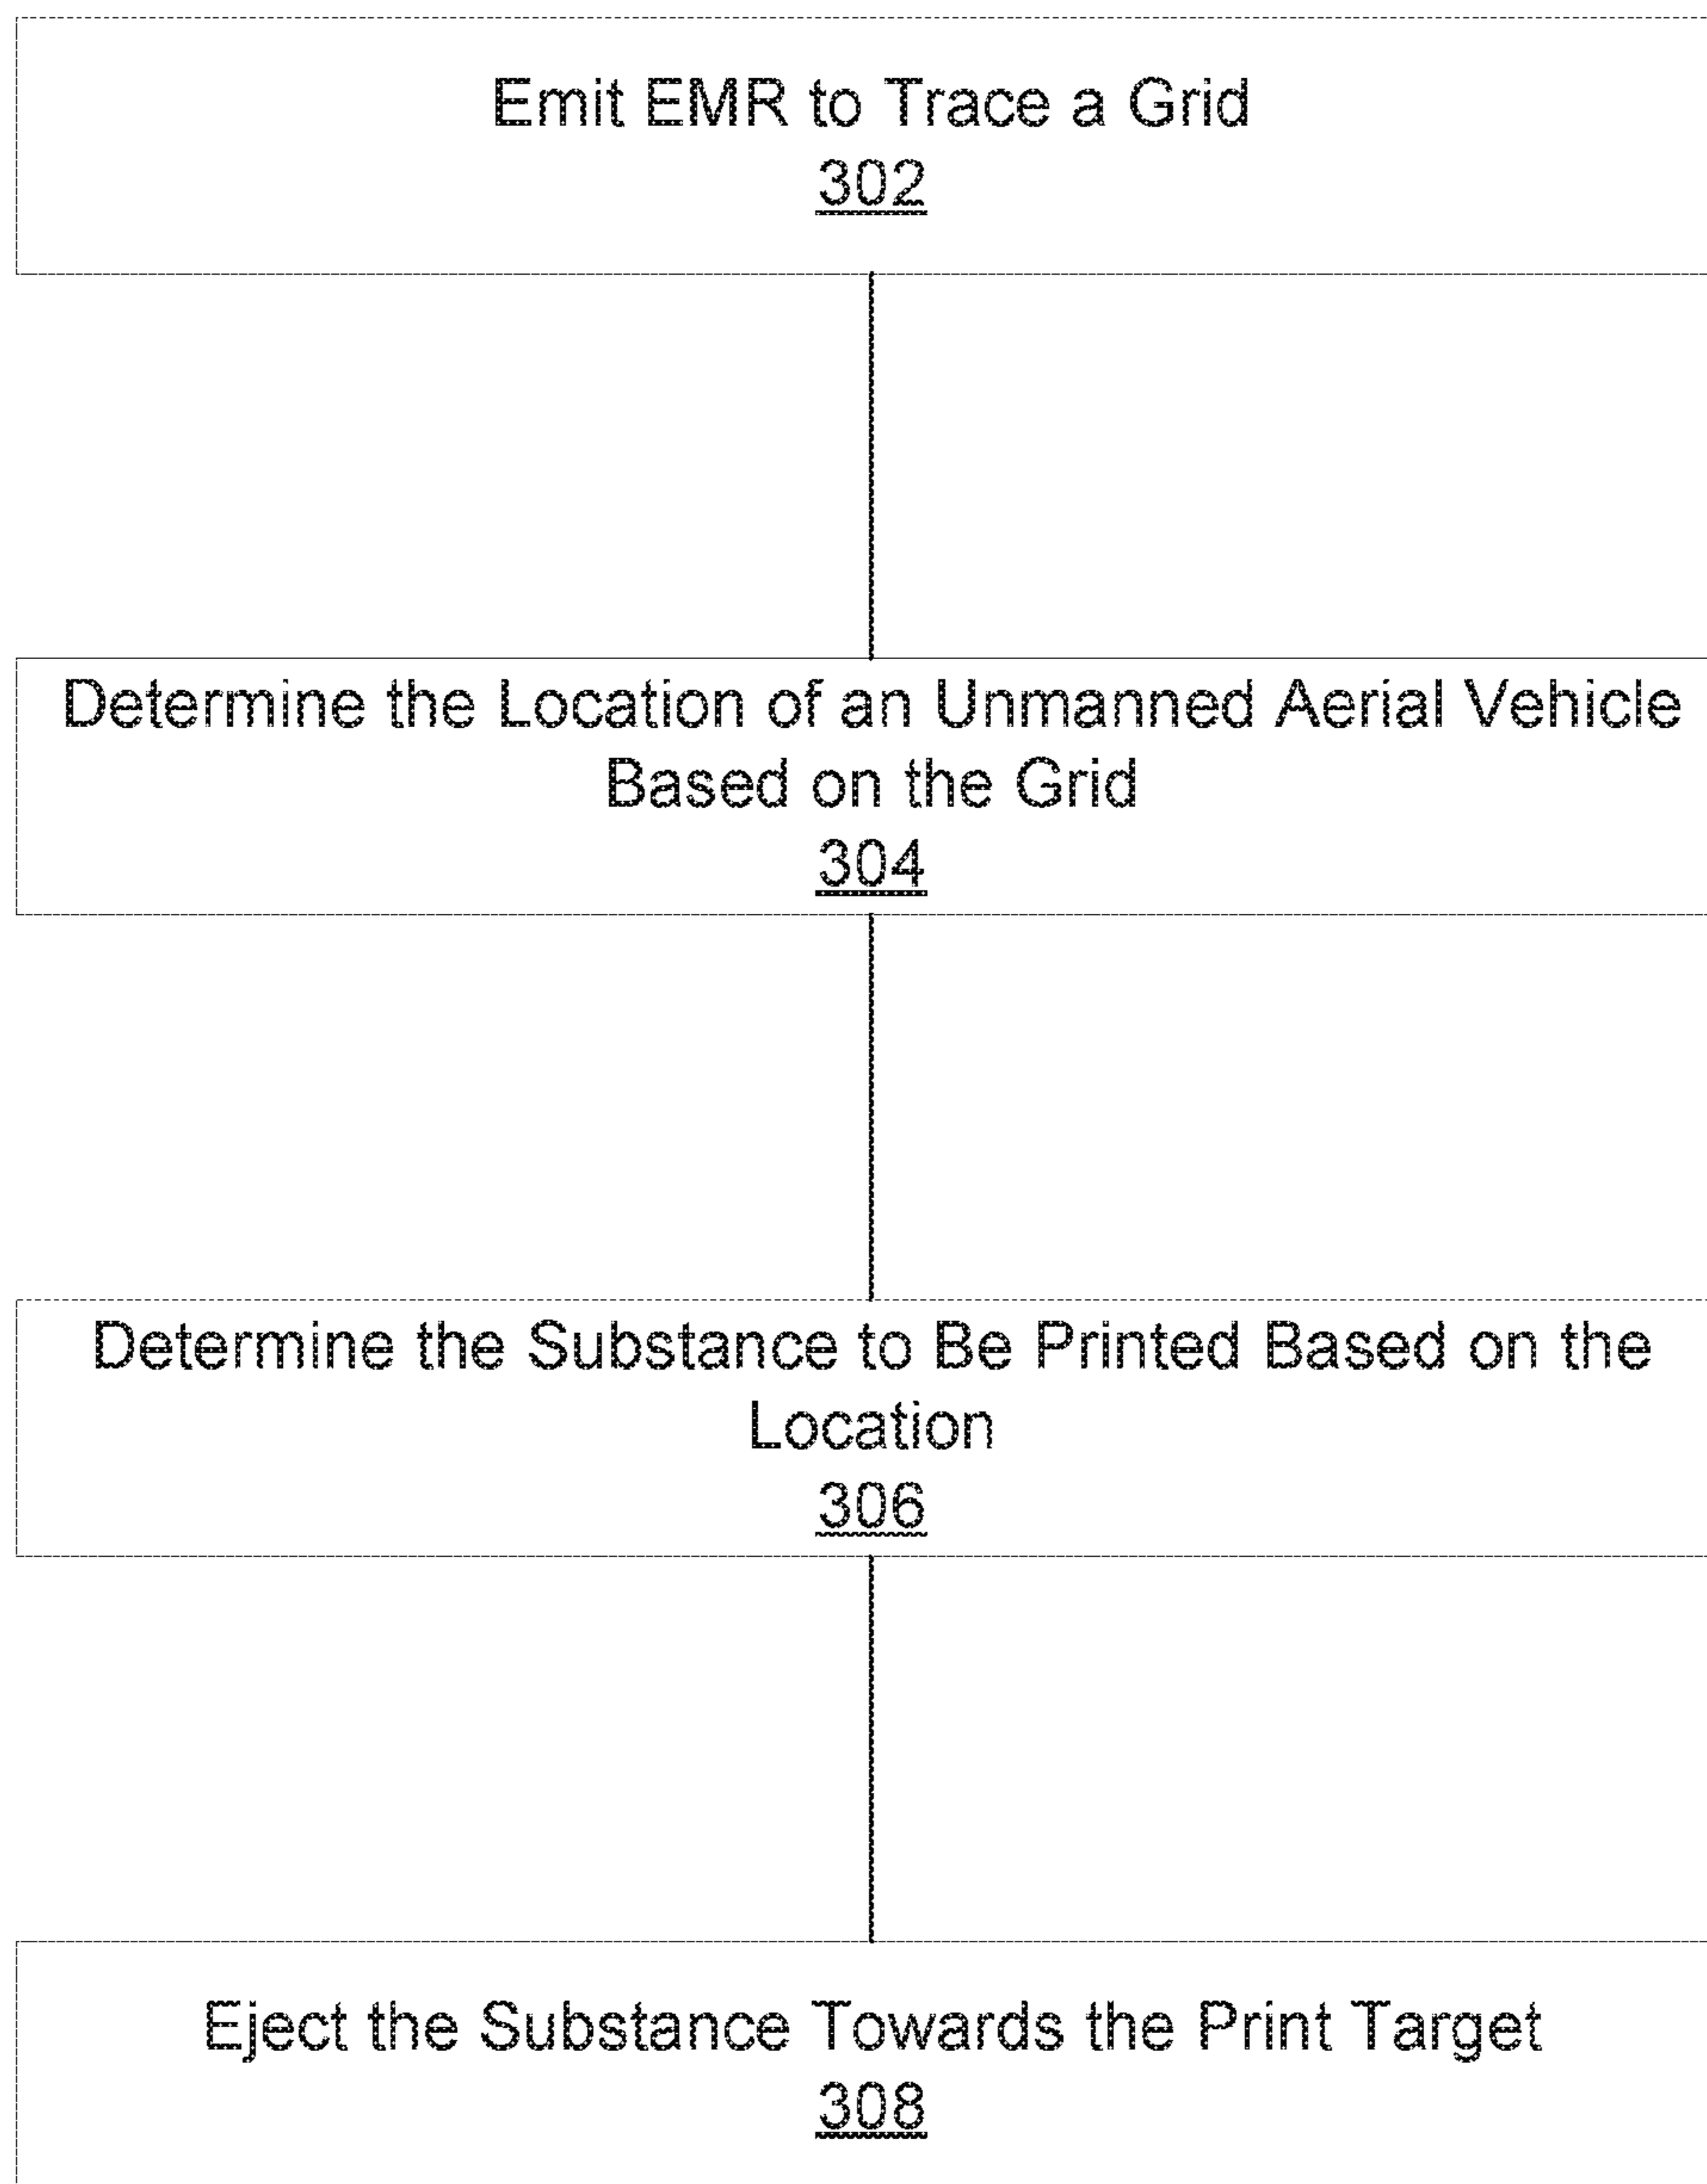 Emit EMR to Trace a Grid
302
Determine the Location of an Unmanned Aerial Vehicle
Based on the Grid
304
Determine the Substance to Be Printed Based on the
Location
306
Eject the Substance Towards the Print Target
308